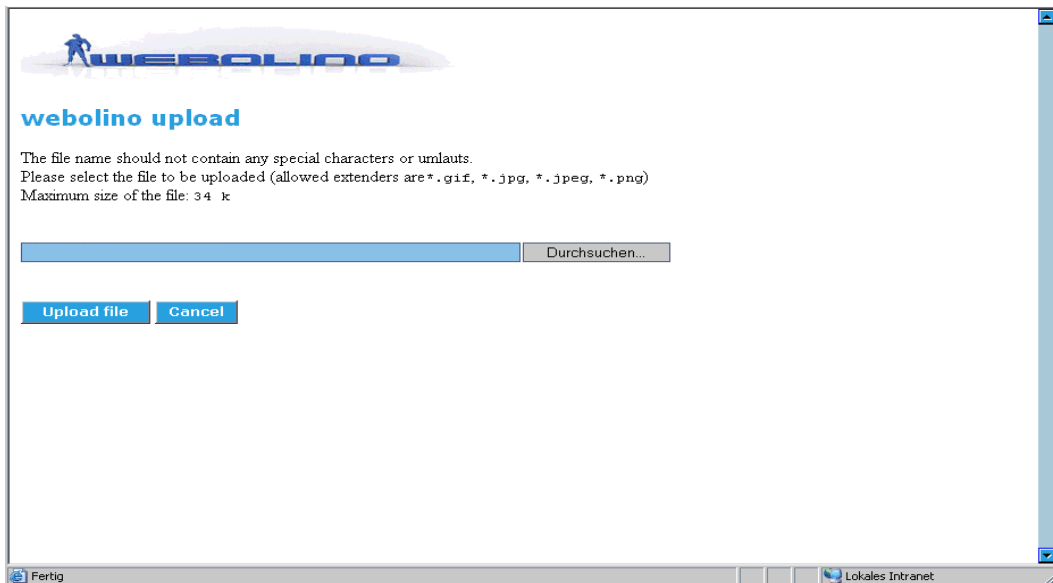 WEBOLINO
webolino upload
The file name should not contain any special characters or umlauts.
Please select the file to be uploaded (allowed extenders are*.gif, *.jpg, *.jpeg, *.png)
Maximum size of the file: 34 k
Durchsuchen...
Upload file Cancel
Fertig Lokales Intranet